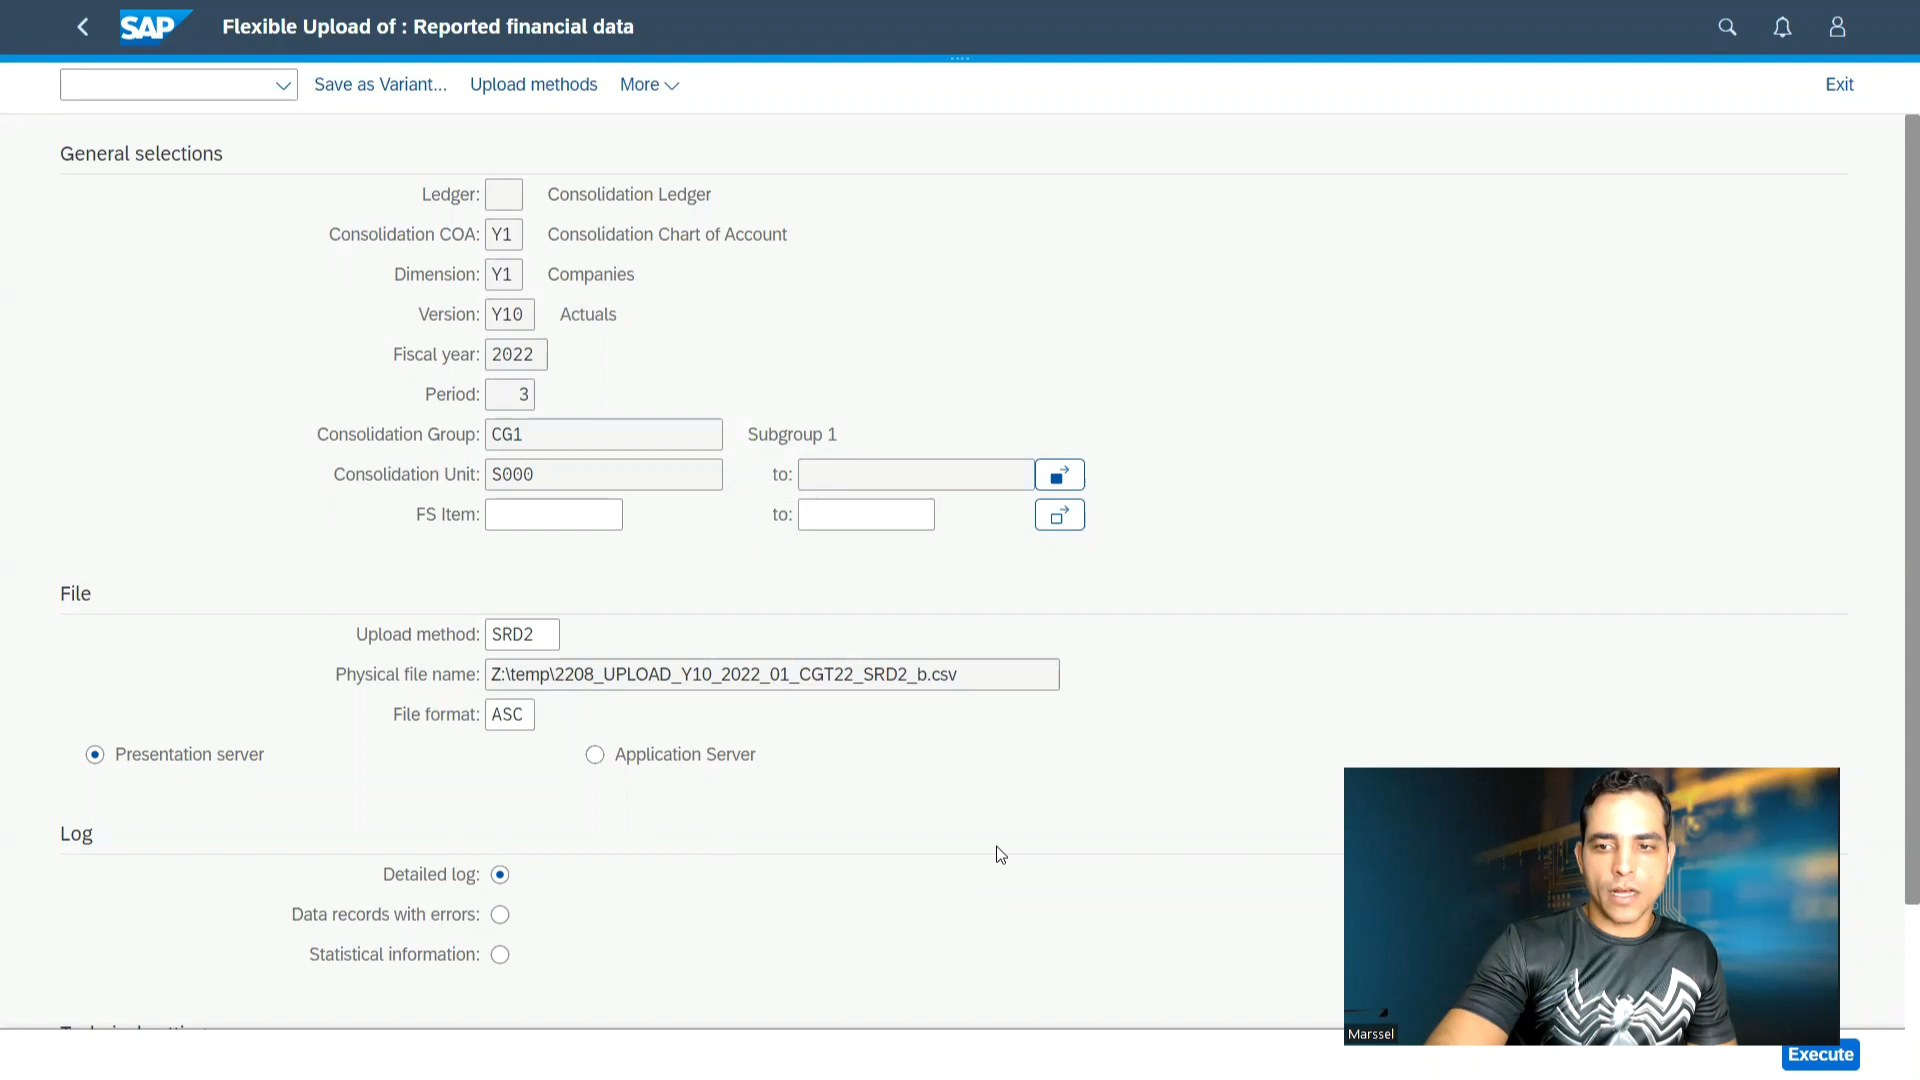 SAP Flexible Upload of : Reported financial data
Save as Variant... Upload methods More Exit
General selections
Ledger: Consolidation Ledger
Consolidation COA: Y1 Consolidation Chart of Account
Dimension: Y1 Companies
Version: Y10 Actuals
Fiscal year: 2022
Period: 3
Consolidation Group: CG1 Subgroup 1
Consolidation Unit: S000 to:
FS Item: to:
File
Upload method: SRD2
Physical file name: Z:\temp\2208_UPLOAD_Y10_2022_01_CGT22_SRD2_b.csv
File format: ASC
Presentation server Application Server
Log
Detailed log:
Data records with errors:
Statistical information:
Marssel
Execute